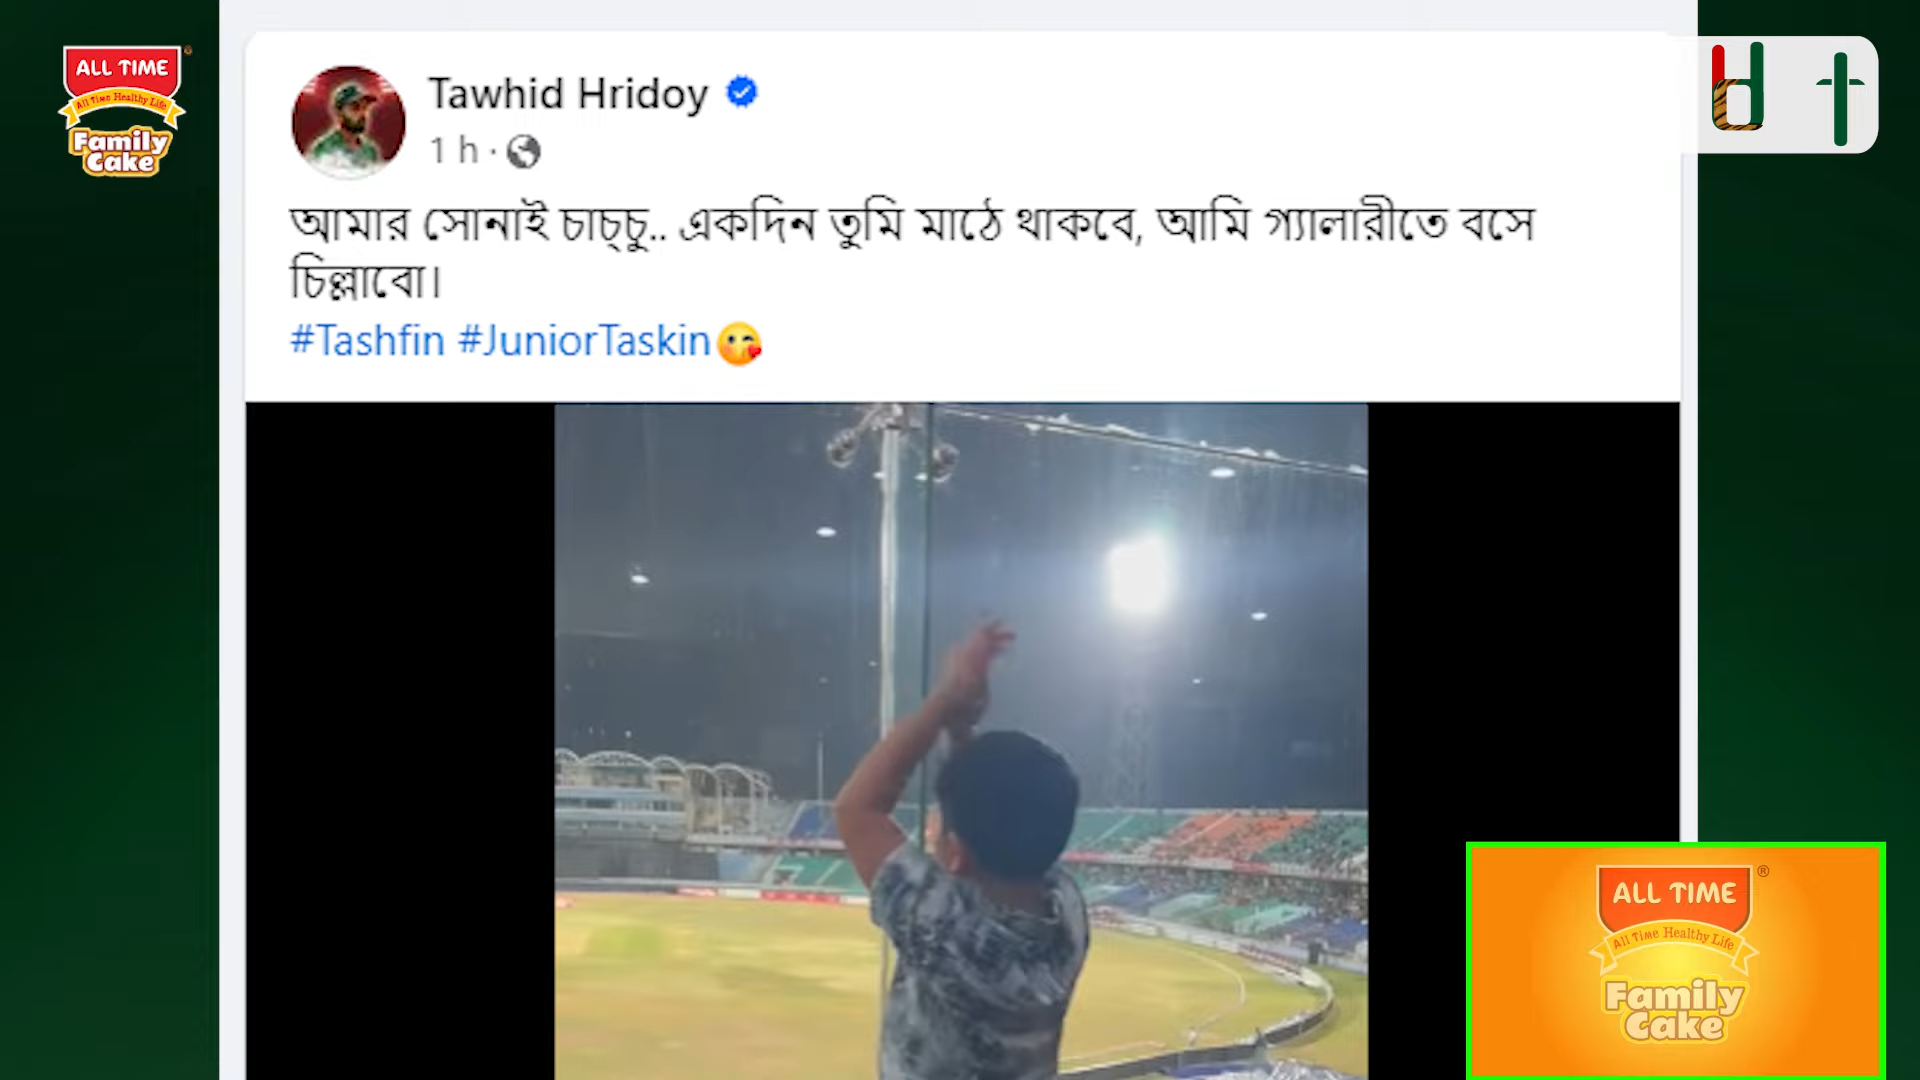 ALL TIME
All Time Healthy Life
Family
Cake
Tawhid Hridoy
1 h
আমার সোনাই চাচ্চু.. একদিন তুমি মাঠে থাকবে, আমি গ্যালারীতে বসে
চিল্লাবো।
#Tashfin #JuniorTaskin😘
ALL TIME
All Time Healthy Life
Family
Cake